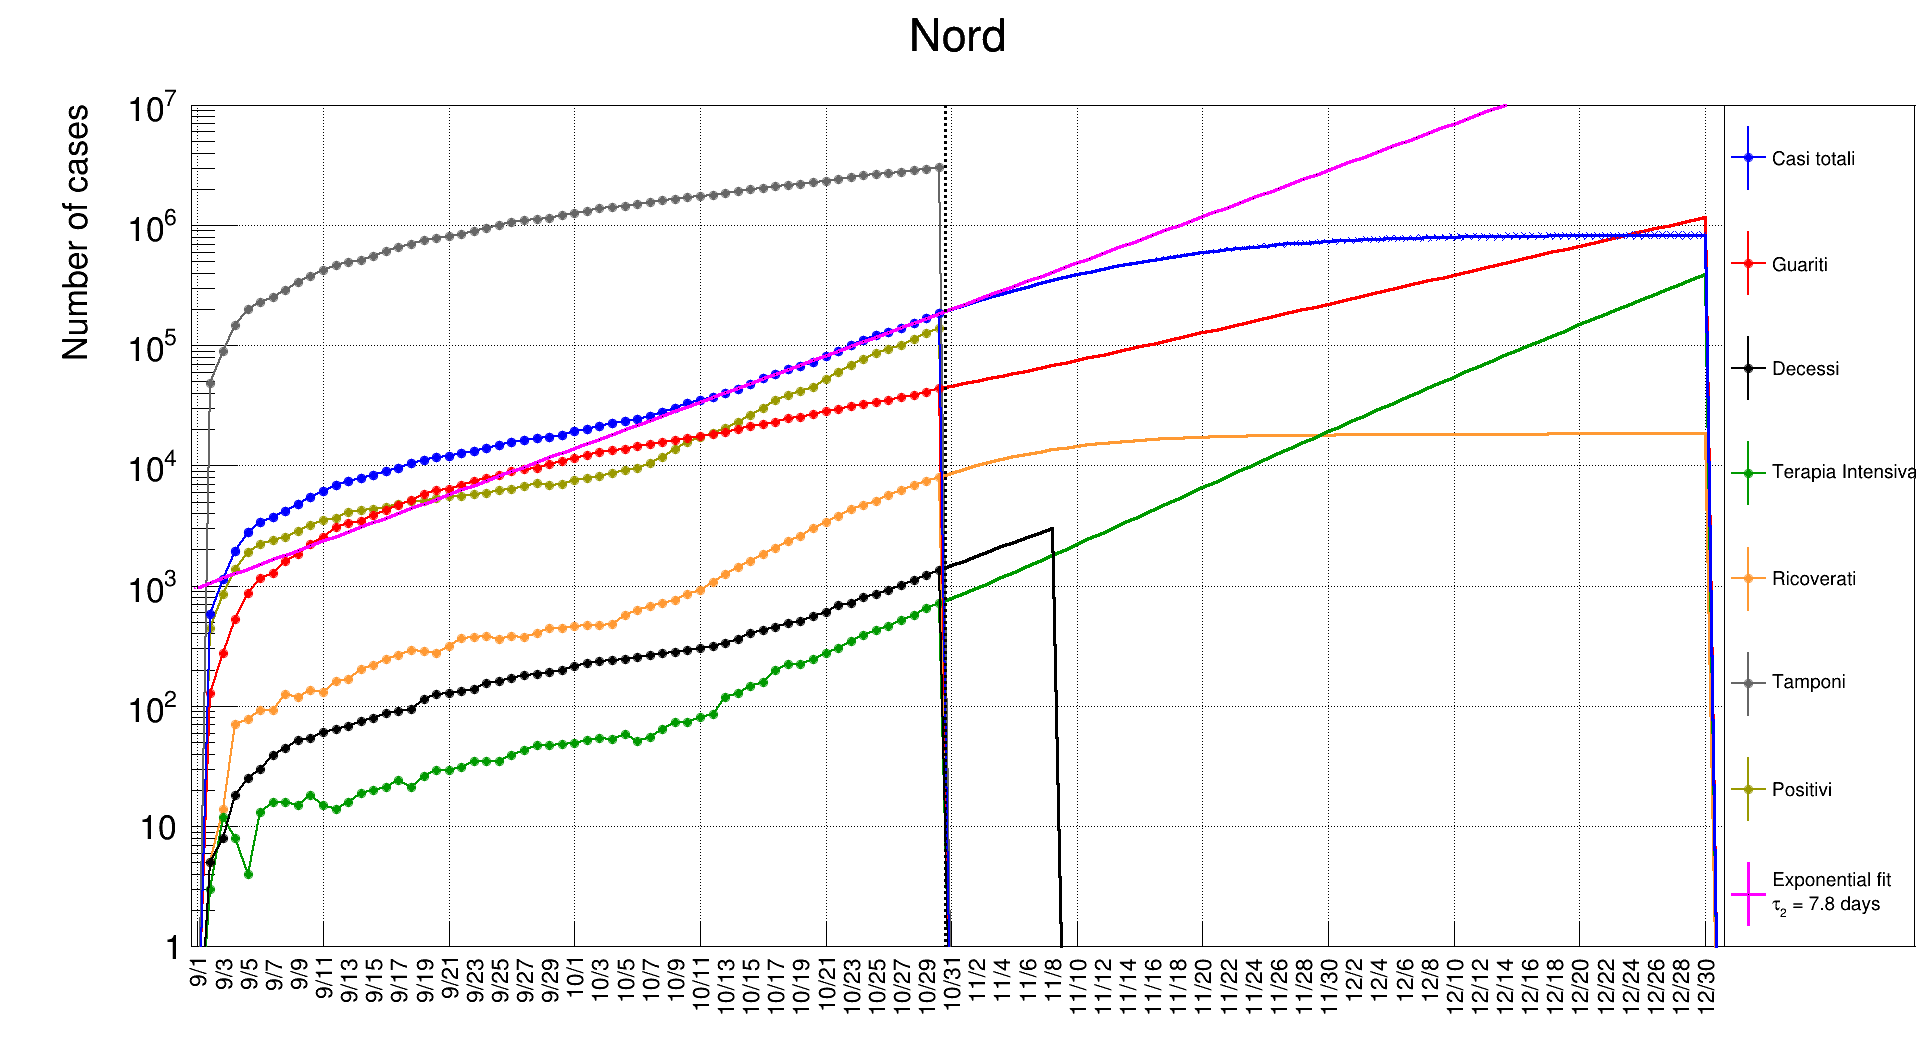 Nord
Number of cases
10^7
10^6
10^5
10^4
10^3
10^2
10
1
9/1 9/3 9/5 9/7 9/9 9/11 9/13 9/15 9/17 9/19 9/21 9/23 9/25 9/27 9/29 10/1 10/3 10/5 10/7 10/9 10/11 10/13 10/15 10/17 10/19 10/21 10/23 10/25 10/27 10/29 10/31 11/2 11/4 11/6 11/8 11/10 11/12 11/14 11/16 11/18 11/20 11/22 11/24 11/26 11/28 11/30 12/2 12/4 12/6 12/8 12/10 12/12 12/14 12/16 12/18 12/20 12/22 12/24 12/26 12/28 12/30
Casi totali
Guariti
Decessi
Terapia Intensiva
Ricoverati
Tamponi
Positivi
Exponential fit
τ_2 = 7.8 days